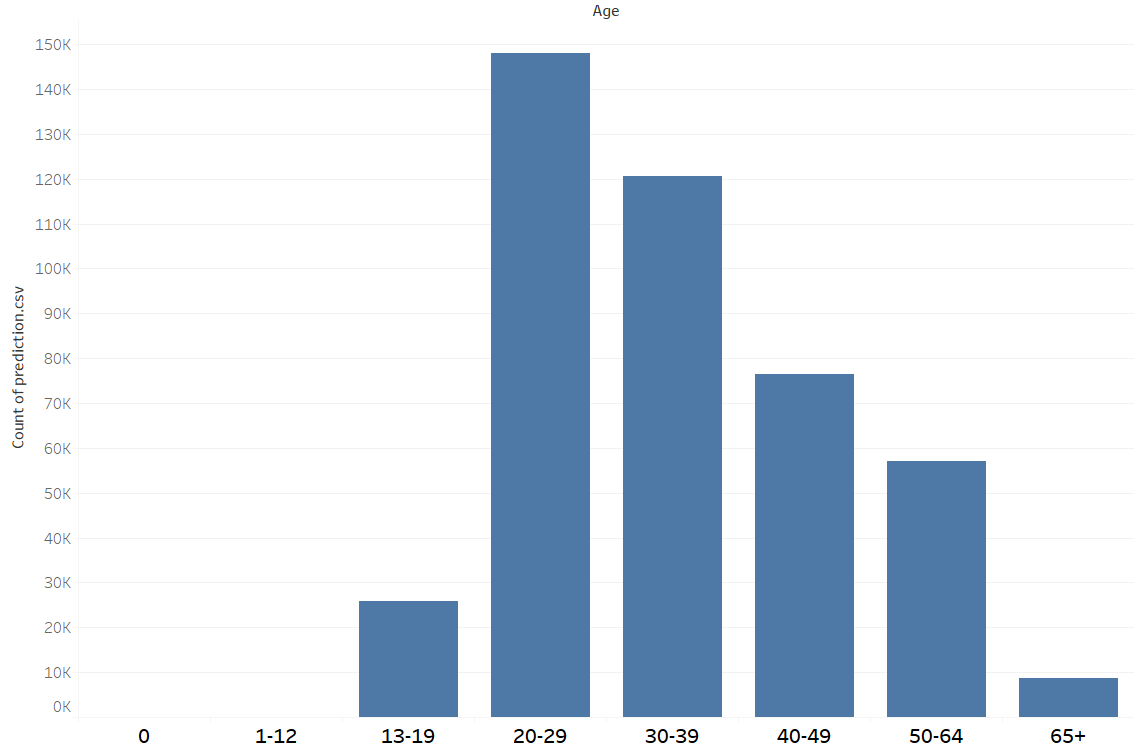 Age
150K
140K
130K
120K
110K
100K
90K
80K
70K
60K
50K
40K
30K
20K
10K
0K
Count of prediction.csv
0 1-12 13-19 20-29 30-39 40-49 50-64 65+